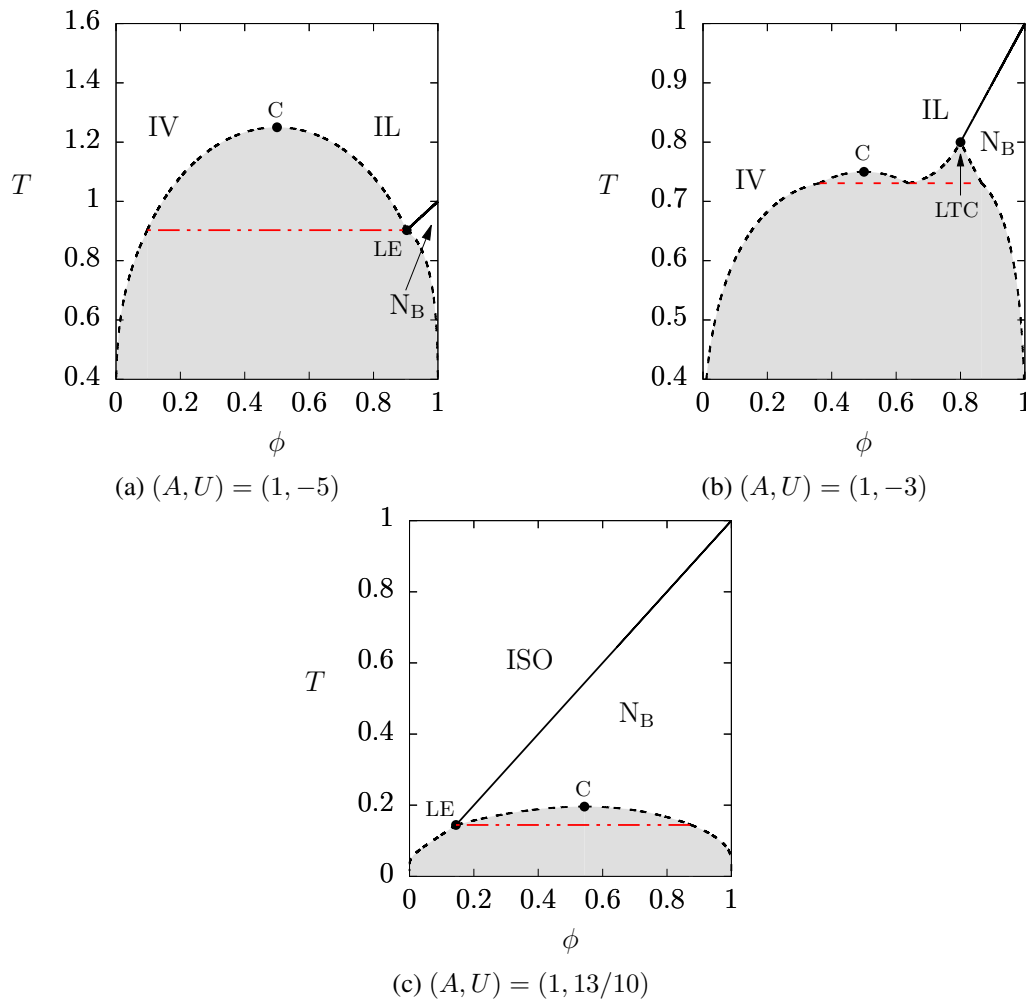 1.6
1.4
1.2
1
0.8
0.6
0.4
T
IV
C
IL
LE
N_B
0 0.2 0.4 0.6 0.8 1
ϕ
(a) (A, U) = (1, −5)
1
0.9
0.8
0.7
0.6
0.5
0.4
T
IV
C
IL
N_B
LTC
0 0.2 0.4 0.6 0.8 1
ϕ
(b) (A, U) = (1, −3)
1
0.8
0.6
0.4
0.2
0
T
ISO
N_B
LE
C
0 0.2 0.4 0.6 0.8 1
ϕ
(c) (A, U) = (1, 13/10)